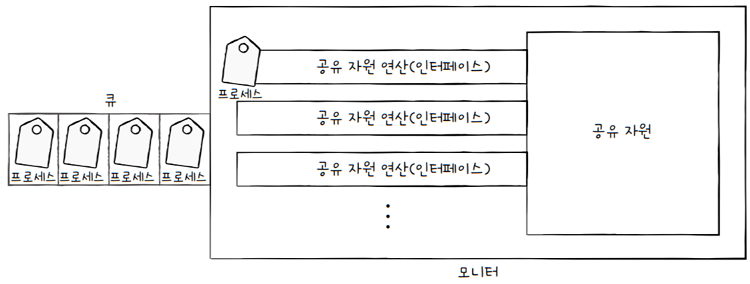 공유 자원 연산(인터페이스)
프로세스
큐
공유 자원 연산(인터페이스)
공유 자원
프로세스 프로세스 프로세스 프로세스
공유 자원 연산(인터페이스)
모니터